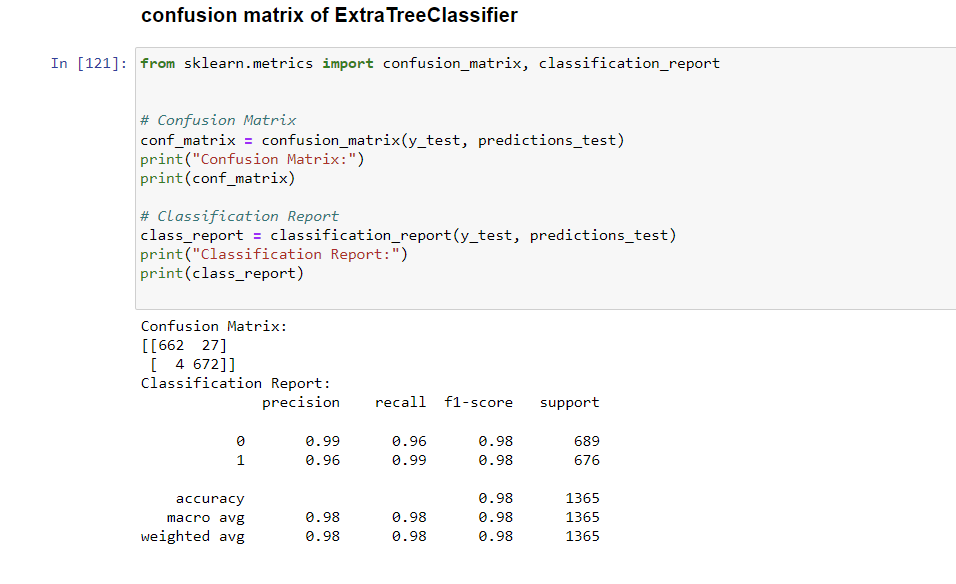 confusion matrix of ExtraTreeClassifier
In [121]: from sklearn.metrics import confusion_matrix, classification_report
# Confusion Matrix
conf_matrix = confusion_matrix(y_test, predictions_test)
print("Confusion Matrix:")
print(conf_matrix)
# Classification Report
class_report = classification_report(y_test, predictions_test)
print("Classification Report:")
print(class_report)
Confusion Matrix:
[[662  27]
 [  4 672]]
Classification Report:
              precision    recall  f1-score   support
           0       0.99      0.96      0.98       689
           1       0.96      0.99      0.98       676
    accuracy                           0.98      1365
   macro avg       0.98      0.98      0.98      1365
weighted avg       0.98      0.98      0.98      1365